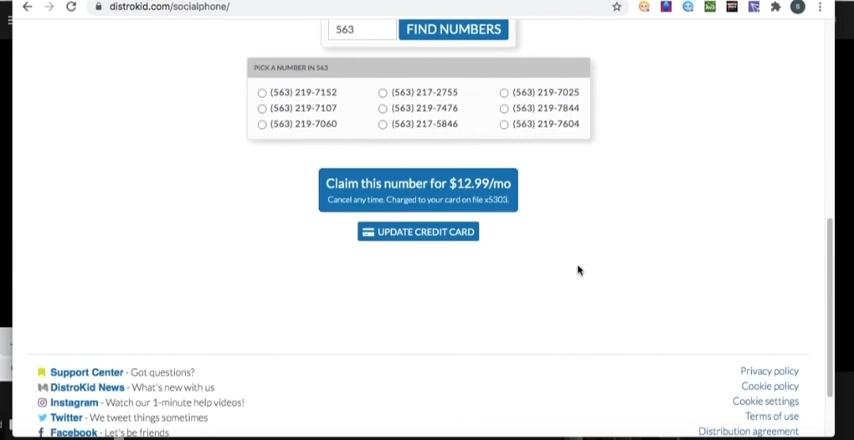 distrokid.com/socialphone/
563 FIND NUMBERS
PICK A NUMBER IN 563
(563) 219-7152 (563) 217-2755 (563) 219-7025
(563) 219-7107 (563) 219-7476 (563) 219-7844
(563) 219-7060 (563) 217-5846 (563) 219-7604
Claim this number for $12.99/mo
Cancel any time. Charged to your card on file x5303.
UPDATE CREDIT CARD
Support Center - Got questions? Privacy policy
DistroKid News - What's new with us Cookie policy
Instagram - Watch our 1-minute help videos! Cookie settings
Twitter - We tweet things sometimes Terms of use
Facebook - Let's be friends Distribution agreement